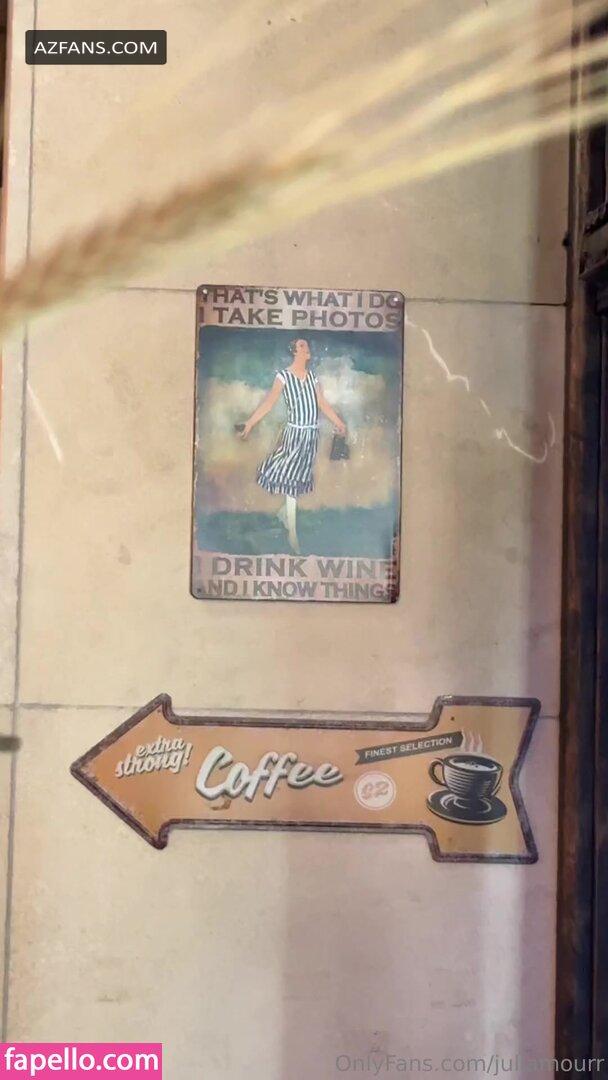 AZFANS.COM
THAT'S WHAT I DO
I TAKE PHOTOS
I DRINK WINE
AND I KNOW THINGS
extra
strong!
Coffee
FINEST SELECTION
fapello.com
OnlyFans.com/juliamourr